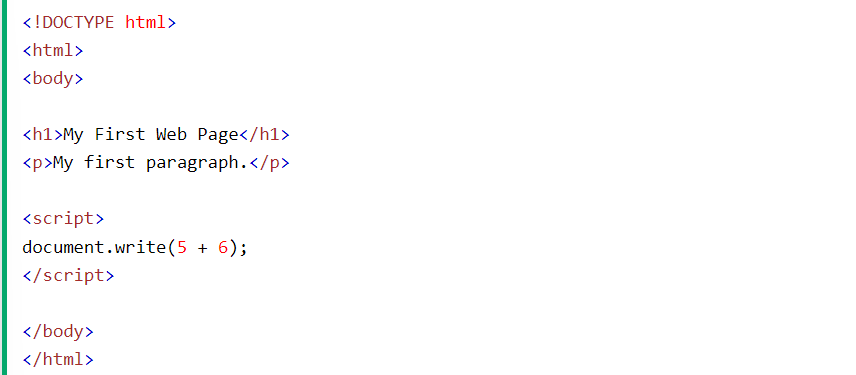 <!DOCTYPE html>
<html>
<body>
<h1>My First Web Page</h1>
<p>My first paragraph.</p>
<script>
document.write(5 + 6);
</script>
</body>
</html>